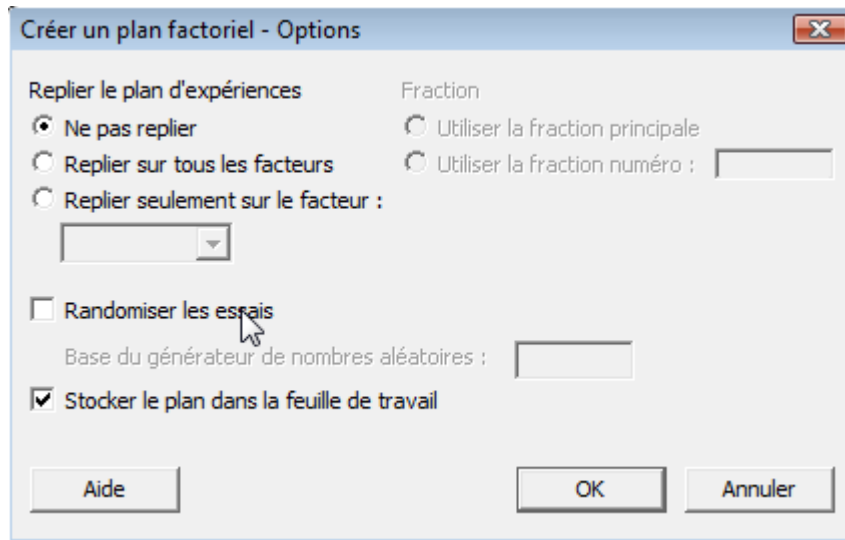 Créer un plan factoriel - Options
Replier le plan d'expériences
Fraction
Ne pas replier
Utiliser la fraction principale
Replier sur tous les facteurs
Utiliser la fraction numéro :
Replier seulement sur le facteur :
Randomiser les essais
Base du générateur de nombres aléatoires :
Stocker le plan dans la feuille de travail
Aide
OK
Annuler